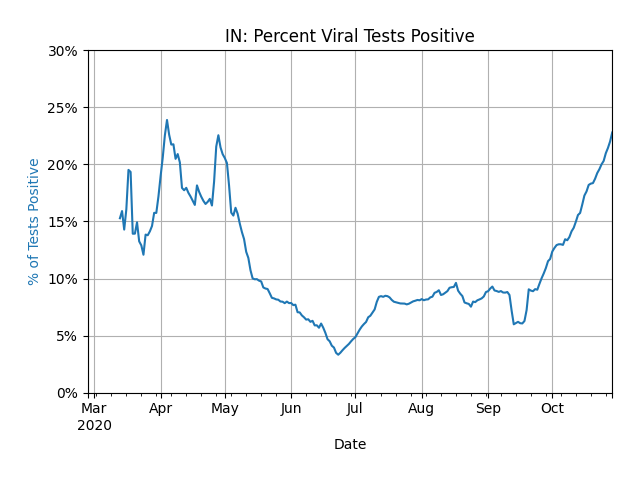 IN: Percent Viral Tests Positive
30%
25%
20%
15%
10%
5%
0%
% of Tests Positive
Mar Apr May Jun Jul Aug Sep Oct
2020
Date